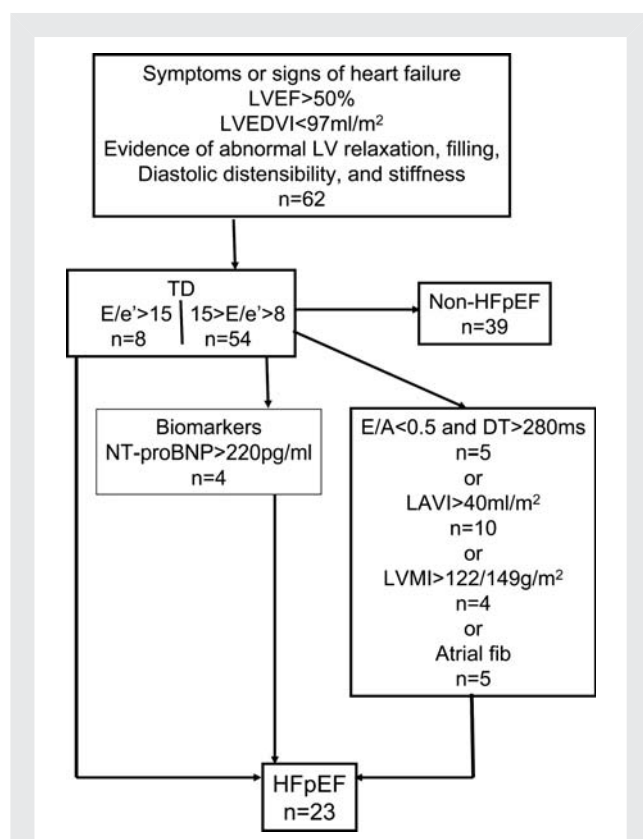 Symptoms or signs of heart failure
LVEF>50%
LVEDVI<97ml/m²
Evidence of abnormal LV relaxation, filling,
Diastolic distensibility, and stiffness
n=62
TD
E/e'>15 | 15>E/e'>8
n=8 n=54
Non-HFpEF
n=39
Biomarkers
NT-proBNP>220pg/ml
n=4
E/A<0.5 and DT>280ms
n=5
or
LAVI>40ml/m²
n=10
or
LVMI>122/149g/m²
n=4
or
Atrial fib
n=5
HFpEF
n=23